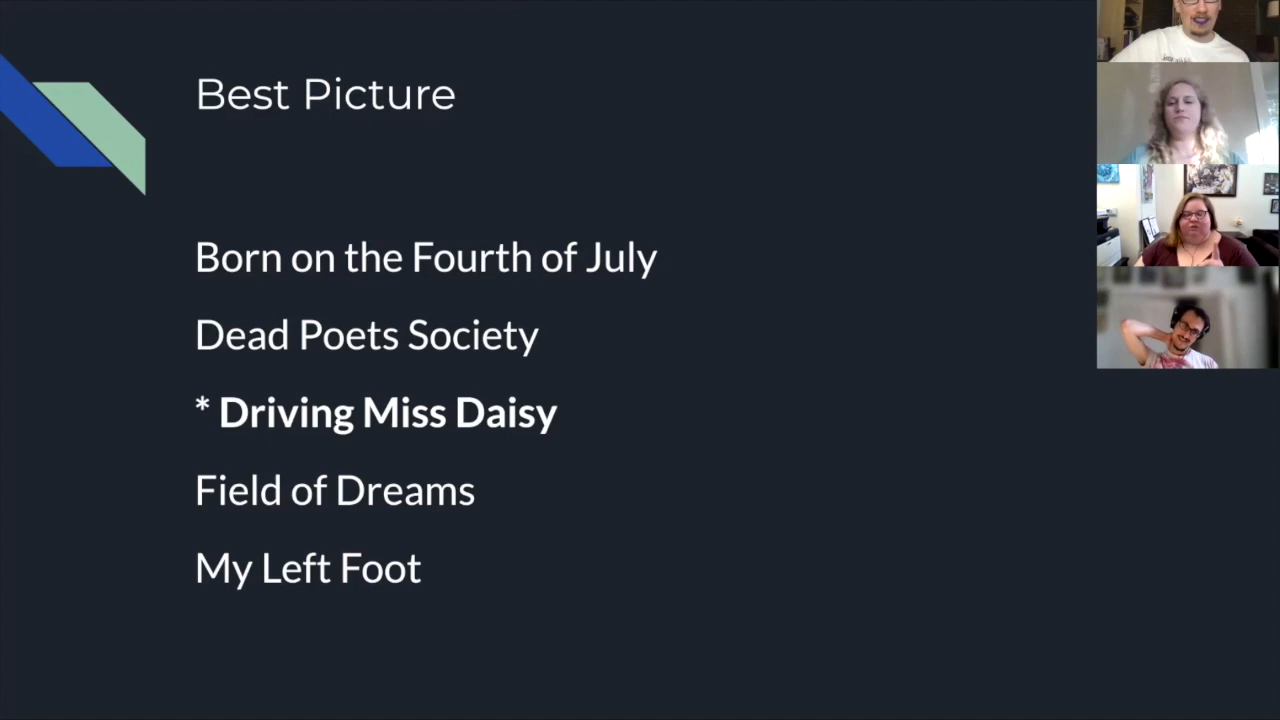 Best Picture
Born on the Fourth of July
Dead Poets Society
* Driving Miss Daisy
Field of Dreams
My Left Foot